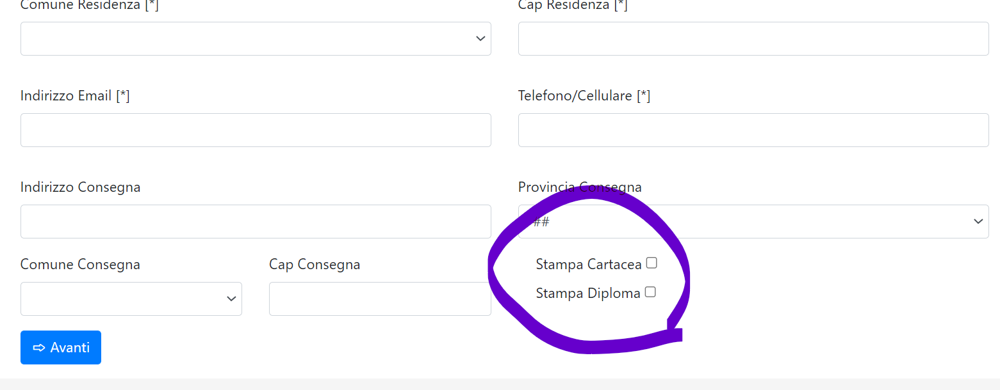 Comune Residenza [*]
Cap Residenza [*]
Indirizzo Email [*]
Telefono/Cellulare [*]
Indirizzo Consegna
Provincia Consegna
##
Comune Consegna
Cap Consegna
Stampa Cartacea
Stampa Diploma
⇨ Avanti